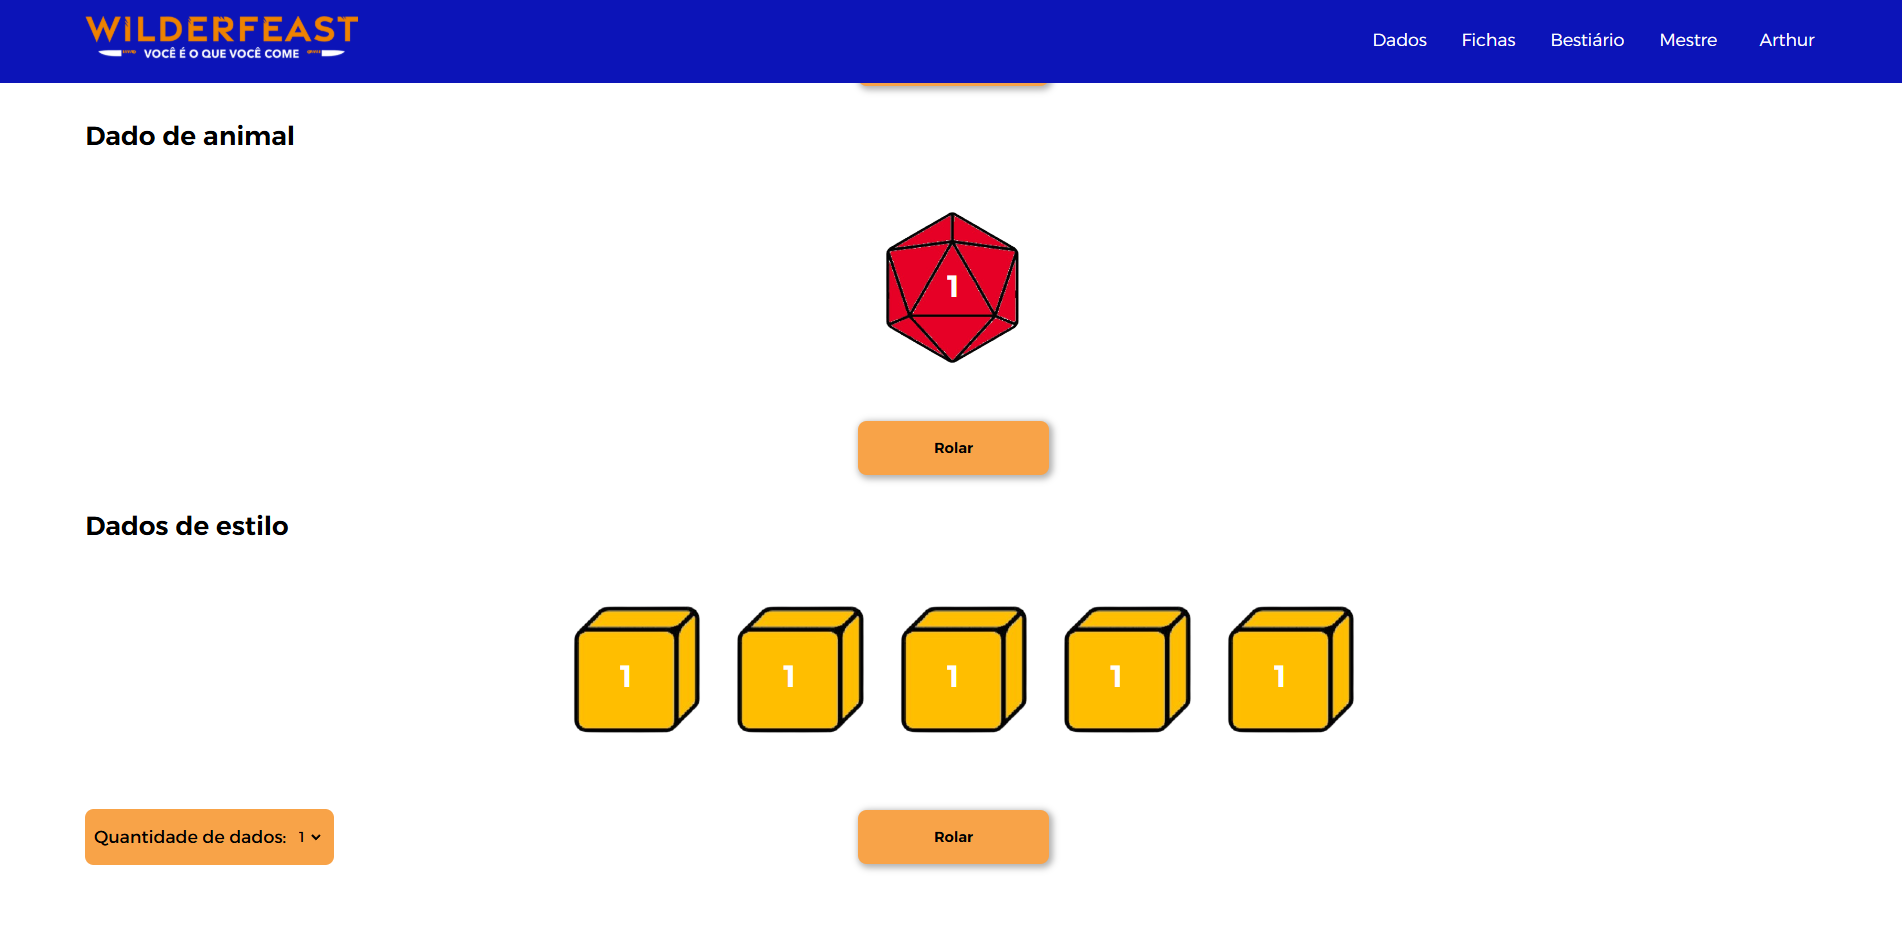 WILDERFEAST
VOCÊ É O QUE VOCÊ COME
Dados Fichas Bestiário Mestre Arthur
Dado de animal
1
Rolar
Dados de estilo
1 1 1 1 1
Quantidade de dados: 1
Rolar